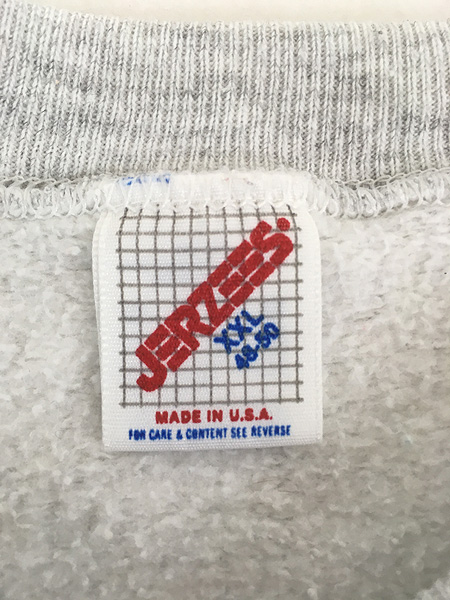 JERZEES.
XXL
48-50
MADE IN U.S.A.
FOR CARE & CONTENT SEE REVERSE